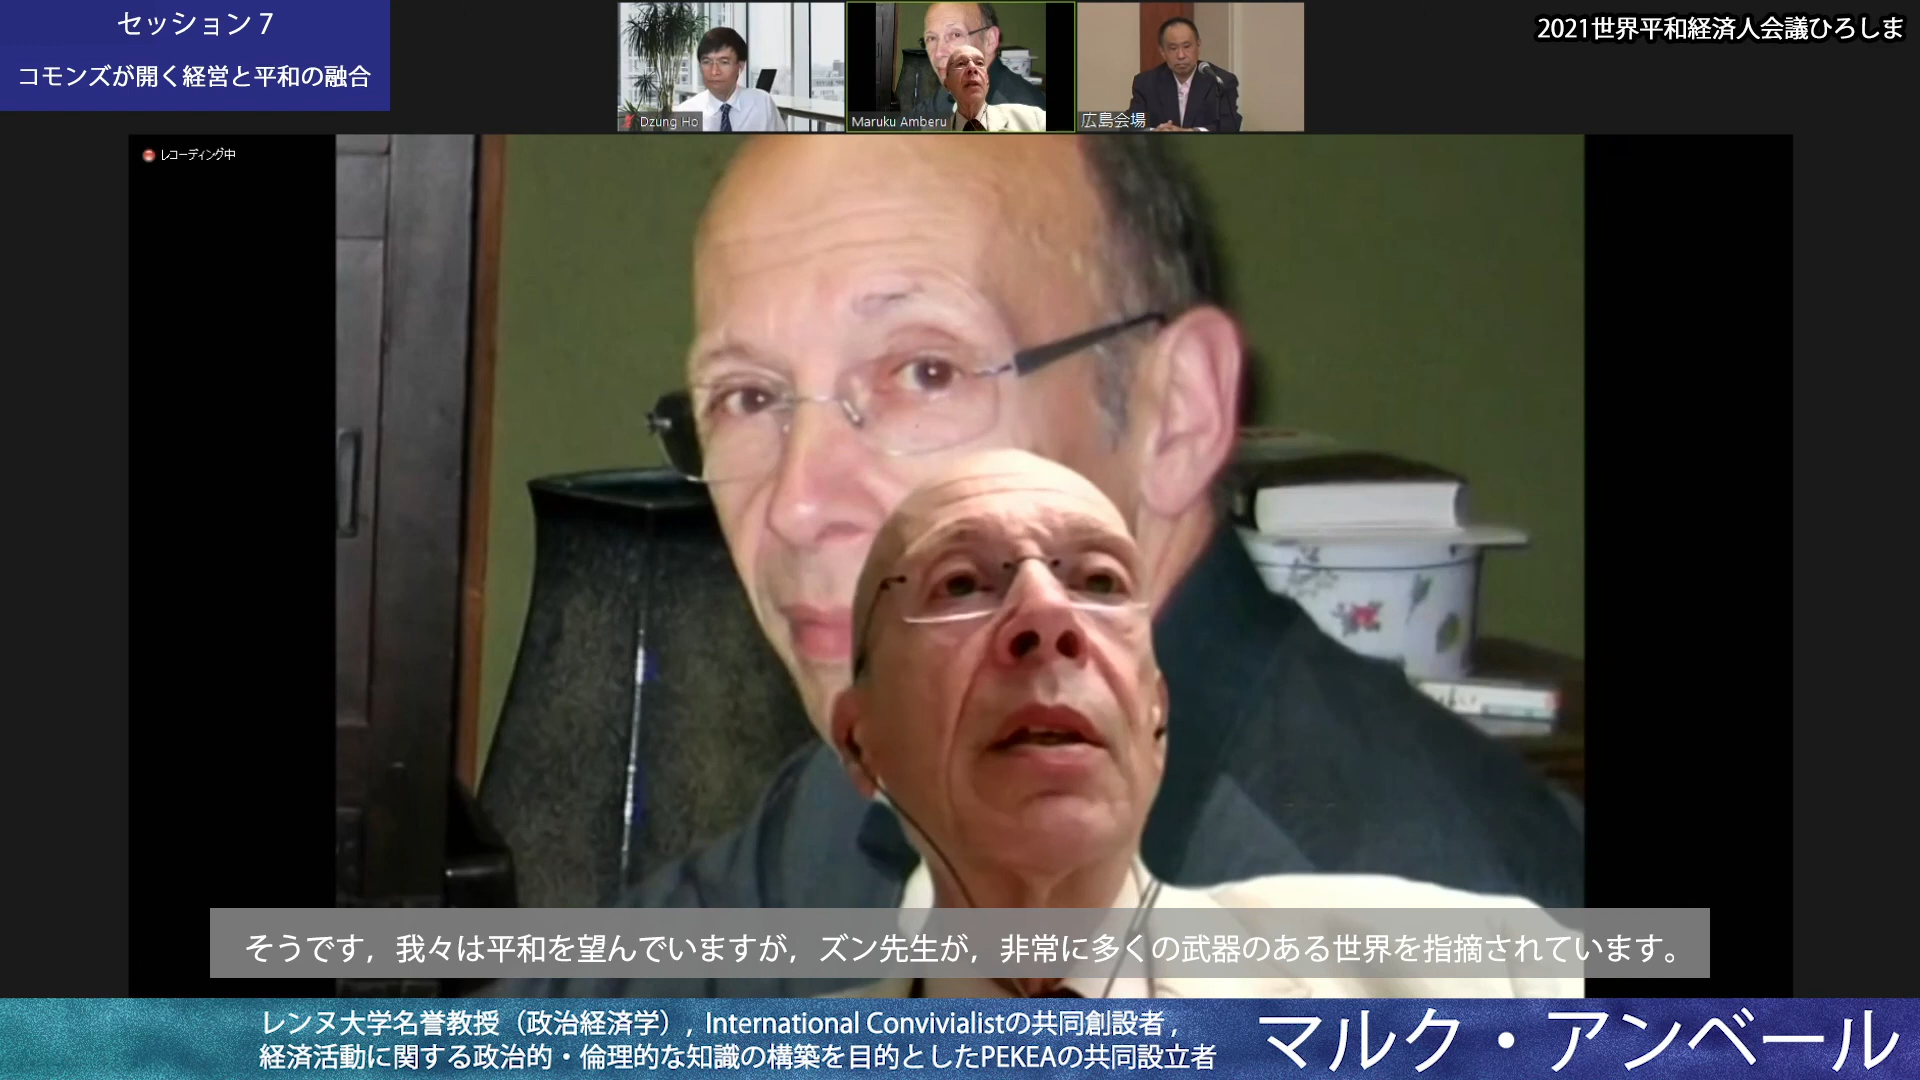 セッション７
コモンズが開く経営と平和の融合
2021世界平和経済人会議ひろしま
Dzung Ho
Maruku Amberu
広島会場
レコーディング中
そうです，我々は平和を望んでいますが，ズン先生が，非常に多くの武器のある世界を指摘されています。
レンヌ大学名誉教授（政治経済学）, International Convivialistの共同創設者 ,
経済活動に関する政治的・倫理的な知識の構築を目的としたPEKEAの共同設立者
マルク・アンベール